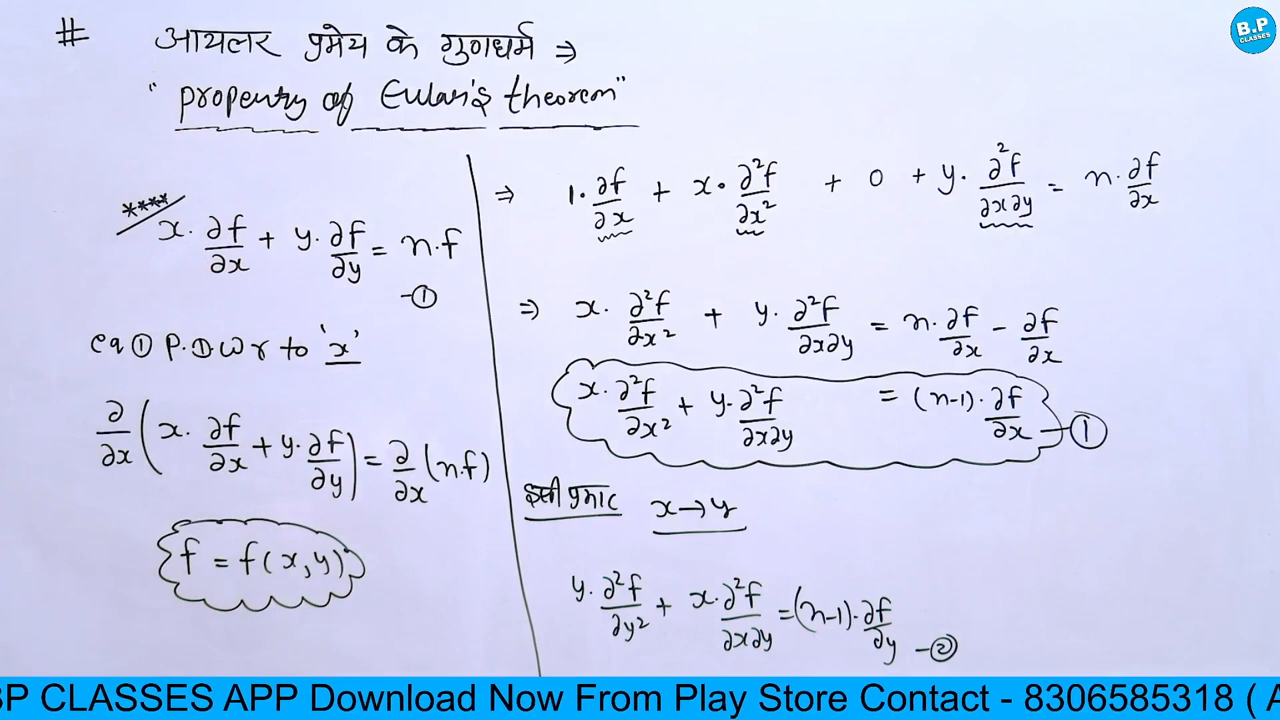 # आयलर प्रमेय के गुणधर्म ⇒
"property of Eular's theorem"
B.P
CLASSES
****
x. ∂f/∂x + y. ∂f/∂y = n.f
-①
eq ① P.D w r to 'x'
∂/∂x (x. ∂f/∂x + y. ∂f/∂y) = ∂/∂x (n.f)
f = f(x,y)
⇒ 1. ∂f/∂x + x. ∂²f/∂x² + 0 + y. ∂²f/∂x∂y = n. ∂f/∂x
⇒ x. ∂²f/∂x² + y. ∂²f/∂x∂y = n. ∂f/∂x - ∂f/∂x
x. ∂²f/∂x² + y. ∂²f/∂x∂y = (n-1). ∂f/∂x -①
इसी प्रकार x→y
y. ∂²f/∂y² + x. ∂²f/∂x∂y = (n-1). ∂f/∂y -②
BP CLASSES APP Download Now From Play Store Contact - 8306585318 ( A